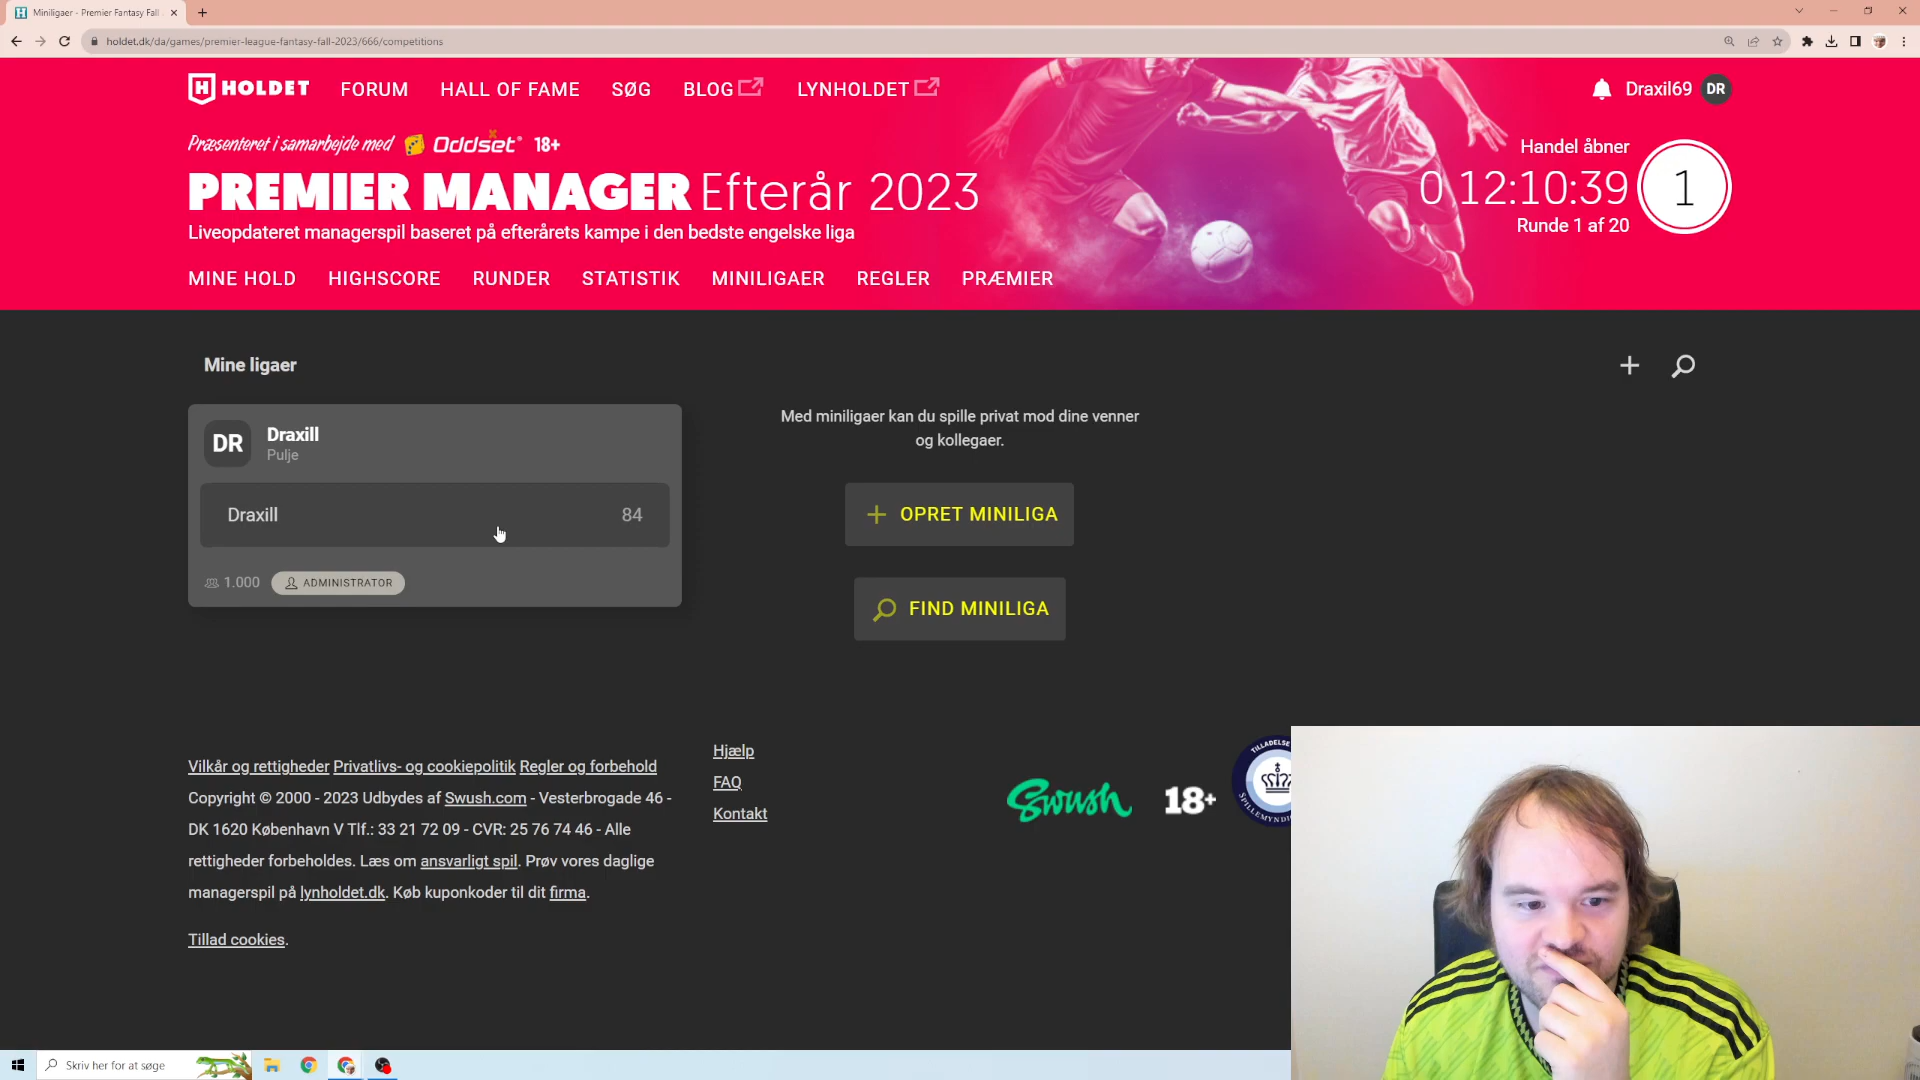 Miniligaer - Premier Fantasy Fall
holdet.dk/da/games/premier-league-fantasy-fall-2023/666/competitions
HOLDET FORUM HALL OF FAME SØG BLOG LYNHOLDET Draxil69 DR
Præsenteret i samarbejde med Oddset 18+
Handel åbner
PREMIER MANAGER Efterår 2023
0 12:10:39 1
Runde 1 af 20
Liveopdateret managerspil baseret på efterårets kampe i den bedste engelske liga
MINE HOLD HIGHSCORE RUNDER STATISTIK MINILIGAER REGLER PRÆMIER
Mine ligaer
DR Draxill
Pulje
Draxill 84
1.000 ADMINISTRATOR
Med miniligaer kan du spille privat mod dine venner
og kollegaer.
OPRET MINILIGA
FIND MINILIGA
Vilkår og rettigheder Privatlivs- og cookiepolitik Regler og forbehold
Copyright © 2000 - 2023 Udbydes af Swush.com - Vesterbrogade 46 -
DK 1620 København V Tlf.: 33 21 72 09 - CVR: 25 76 74 46 - Alle
rettigheder forbeholdes. Læs om ansvarligt spil. Prøv vores daglige
managerspil på lynholdet.dk. Køb kuponkoder til dit firma.
Tillad cookies.
Hjælp
FAQ
Kontakt
Swush 18+
TILLADELSE
Skriv her for at søge